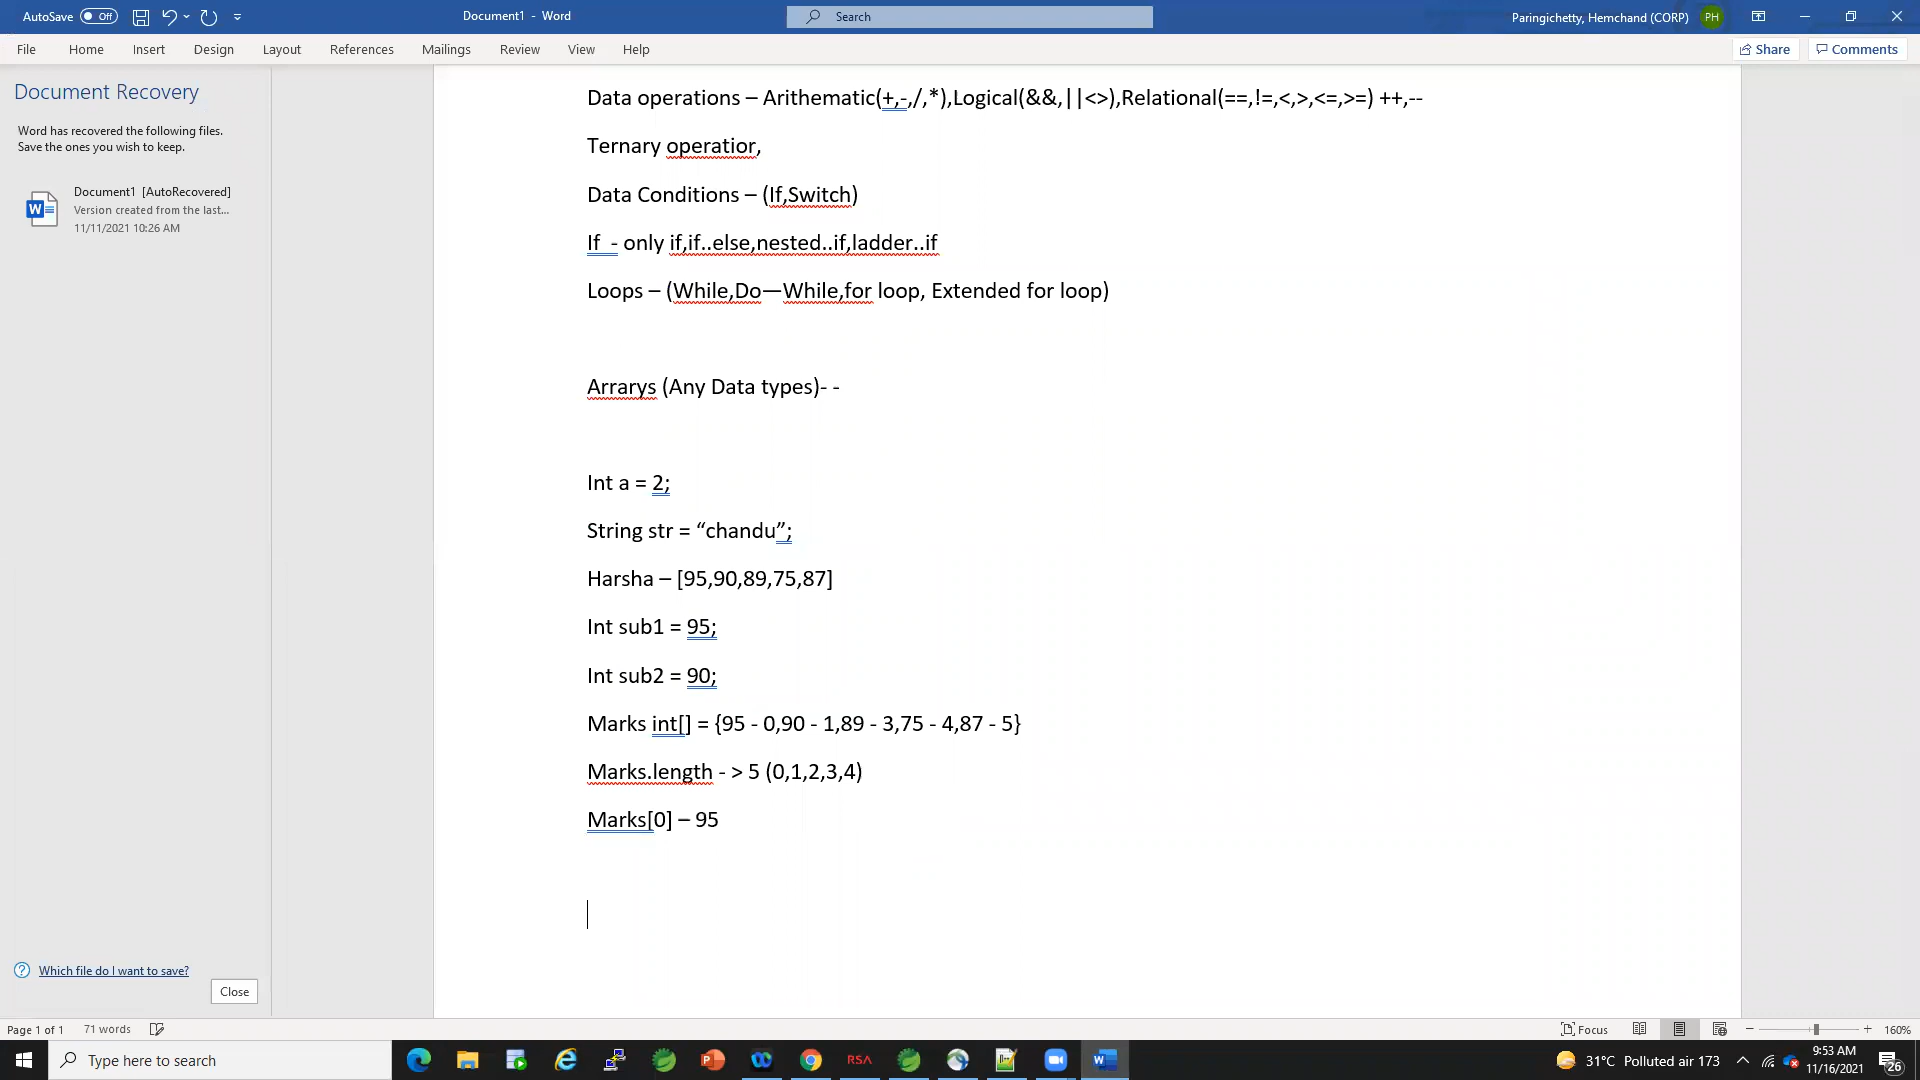 AutoSave Off Document1 - Word Search Paringichetty, Hemchand (CORP) PH
File Home Insert Design Layout References Mailings Review View Help Share Comments
Document Recovery
Word has recovered the following files.
Save the ones you wish to keep.
Document1 [AutoRecovered]
Version created from the last...
11/11/2021 10:26 AM
Which file do I want to save?
Close
Data operations – Arithematic(+,-,/,*),Logical(&&,||<>),Relational(==,!=,<,>,<=,>=) ++,--
Ternary operatior,
Data Conditions – (If,Switch)
If - only if,if..else,nested..if,ladder..if
Loops – (While,Do—While,for loop, Extended for loop)
Arrarys (Any Data types)- -
Int a = 2;
String str = “chandu”;
Harsha – [95,90,89,75,87]
Int sub1 = 95;
Int sub2 = 90;
Marks int[] = {95 - 0,90 - 1,89 - 3,75 - 4,87 - 5}
Marks.length - > 5 (0,1,2,3,4)
Marks[0] – 95
Page 1 of 1 71 words Focus 160%
Type here to search RSA 31°C Polluted air 173 9:53 AM
11/16/2021 26